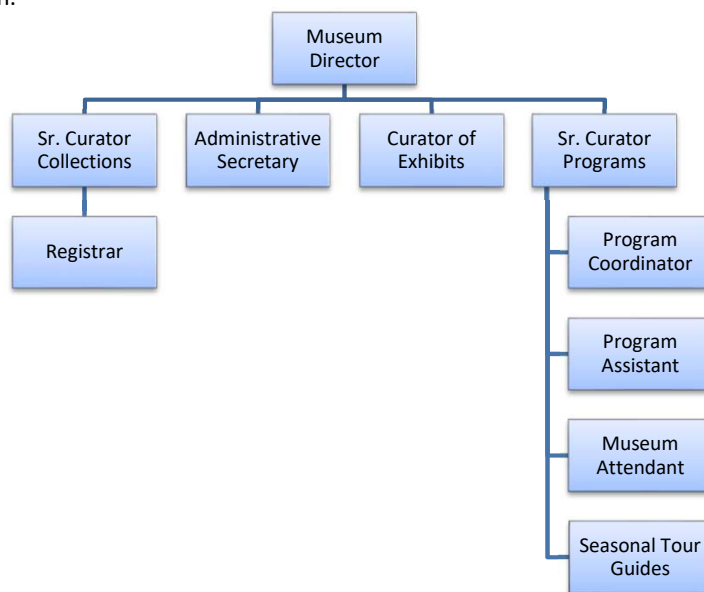 Museum
Director
Sr. Curator
Collections
Administrative
Secretary
Curator of
Exhibits
Sr. Curator
Programs
Registrar
Program
Coordinator
Program
Assistant
Museum
Attendant
Seasonal Tour
Guides